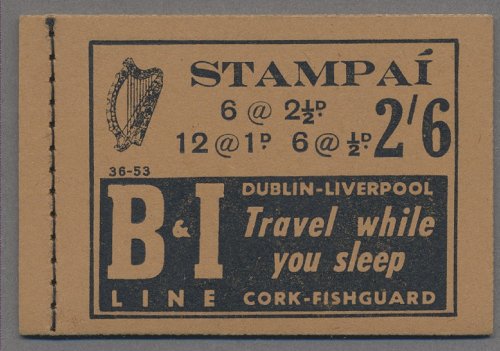 STAMPAÍ
6 @ 2½ᴰ·
12 @ 1ᴰ· 6 @ ½ᴰ·
2/6
36-53
B & I
LINE
DUBLIN-LIVERPOOL
Travel while
you sleep
CORK-FISHGUARD